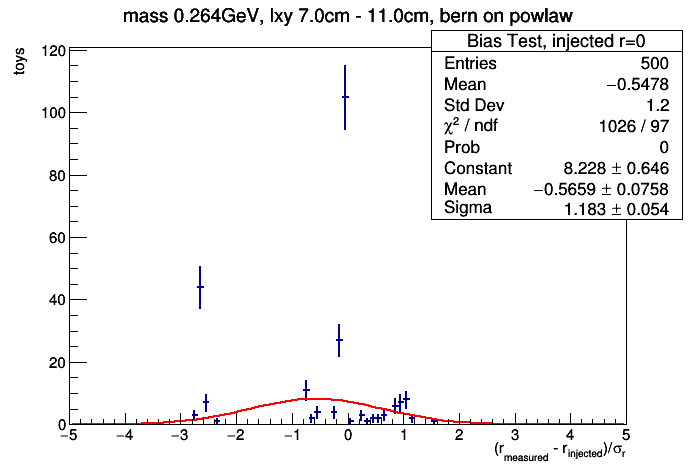 mass 0.264GeV, lxy 7.0cm - 11.0cm, bern on powlaw
Bias Test, injected r=0
Entries 500
Mean −0.5478
Std Dev 1.2
χ² / ndf 1026 / 97
Prob 0
Constant 8.228 ± 0.646
Mean −0.5659 ± 0.0758
Sigma 1.183 ± 0.054
toys
120
100
80
60
40
20
0
−5 −4 −3 −2 −1 0 1 2 3 4 5
(r_measured - r_injected)/σ_r